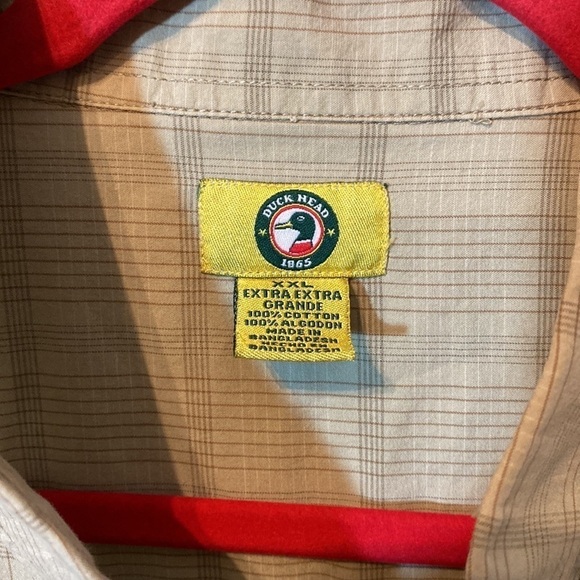 DUCK HEAD
1865
XXL
EXTRA EXTRA
GRANDE
100% COTTON
100% ALGODON
MADE IN
BANGLADESH
HECHO EN
BANGLADESH